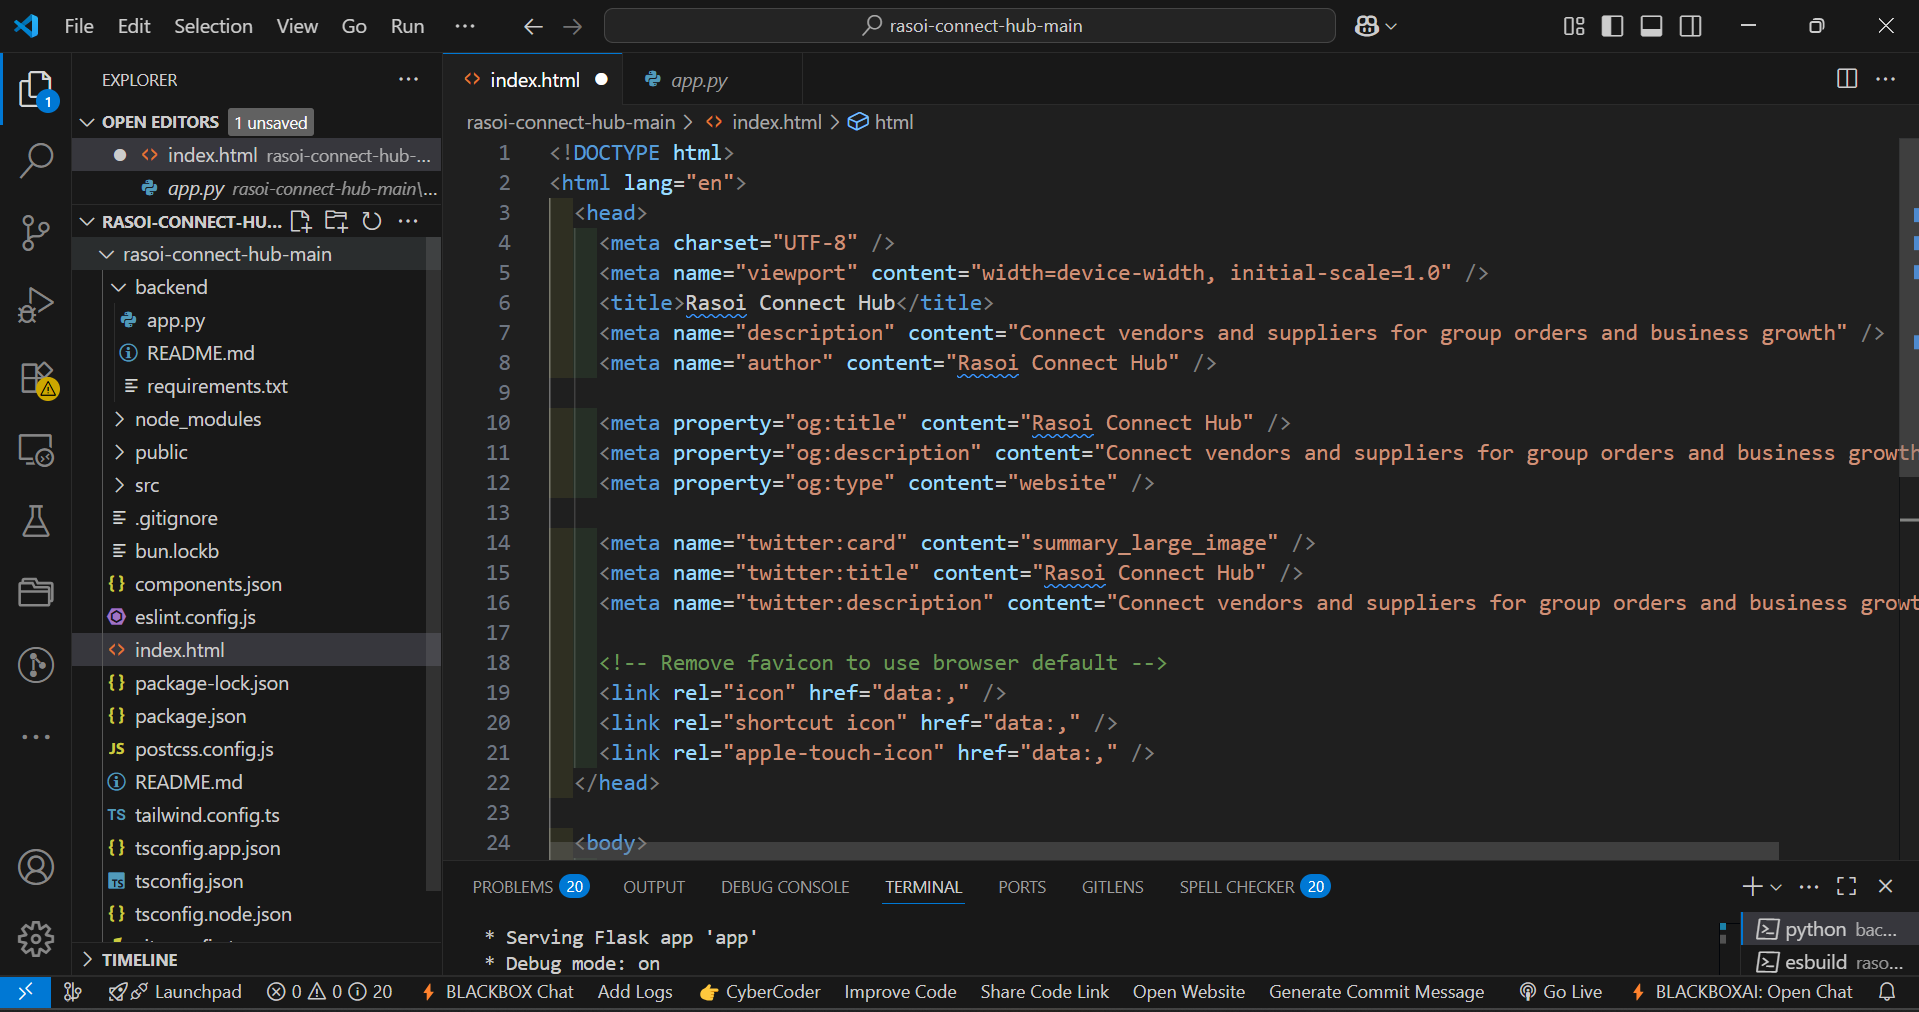 File Edit Selection View Go Run ··· rasoi-connect-hub-main
EXPLORER ···
1
OPEN EDITORS 1 unsaved
index.html rasoi-connect-hub-...
app.py rasoi-connect-hub-main\...
RASOI-CONNECT-HU... ···
rasoi-connect-hub-main
backend
app.py
README.md
requirements.txt
node_modules
public
src
.gitignore
bun.lockb
{} components.json
eslint.config.js
<> index.html
{} package-lock.json
{} package.json
JS postcss.config.js
README.md
TS tailwind.config.ts
{} tsconfig.app.json
TS tsconfig.json
{} tsconfig.node.json
TIMELINE
<> index.html app.py ···
rasoi-connect-hub-main > <> index.html > html
1 <!DOCTYPE html>
2 <html lang="en">
3 <head>
4 <meta charset="UTF-8" />
5 <meta name="viewport" content="width=device-width, initial-scale=1.0" />
6 <title>Rasoi Connect Hub</title>
7 <meta name="description" content="Connect vendors and suppliers for group orders and business growth" />
8 <meta name="author" content="Rasoi Connect Hub" />
9
10 <meta property="og:title" content="Rasoi Connect Hub" />
11 <meta property="og:description" content="Connect vendors and suppliers for group orders and business growth
12 <meta property="og:type" content="website" />
13
14 <meta name="twitter:card" content="summary_large_image" />
15 <meta name="twitter:title" content="Rasoi Connect Hub" />
16 <meta name="twitter:description" content="Connect vendors and suppliers for group orders and business growt
17
18 <!-- Remove favicon to use browser default -->
19 <link rel="icon" href="data:," />
20 <link rel="shortcut icon" href="data:," />
21 <link rel="apple-touch-icon" href="data:," />
22 </head>
23
24 <body>
PROBLEMS 20 OUTPUT DEBUG CONSOLE TERMINAL PORTS GITLENS SPELL CHECKER 20
* Serving Flask app 'app'
* Debug mode: on
python bac...
esbuild raso...
Launchpad 0 0 20 BLACKBOX Chat Add Logs CyberCoder Improve Code Share Code Link Open Website Generate Commit Message Go Live BLACKBOXAI: Open Chat